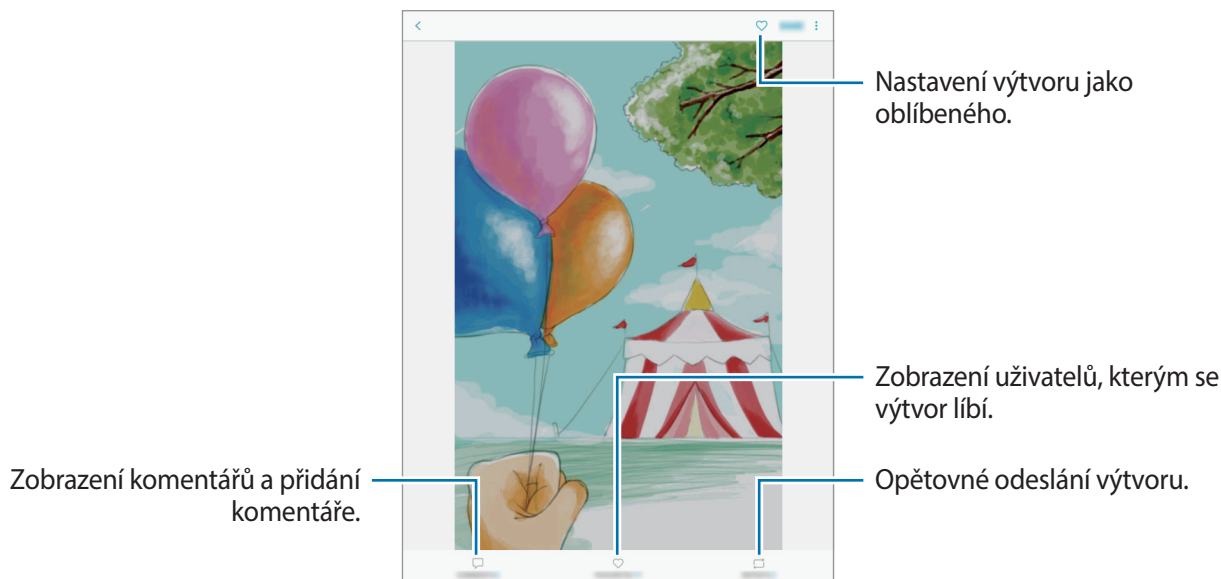 Nastavení výtvoru jako
oblíbeného.
Zobrazení uživatelů, kterým se
výtvor líbí.
Zobrazení komentářů a přidání
komentáře.
Opětovné odeslání výtvoru.